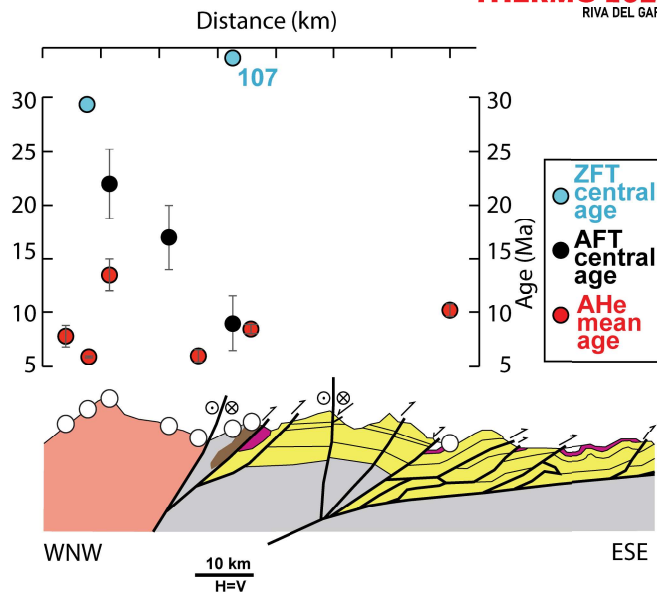 RIVA DEL GAR
Distance (km)
107
30
25
20
15
10
5
30
25
20
15
10
5
Age (Ma)
ZFT
central
age
AFT
central
age
AHe
mean
age
WNW
ESE
10 km
H=V